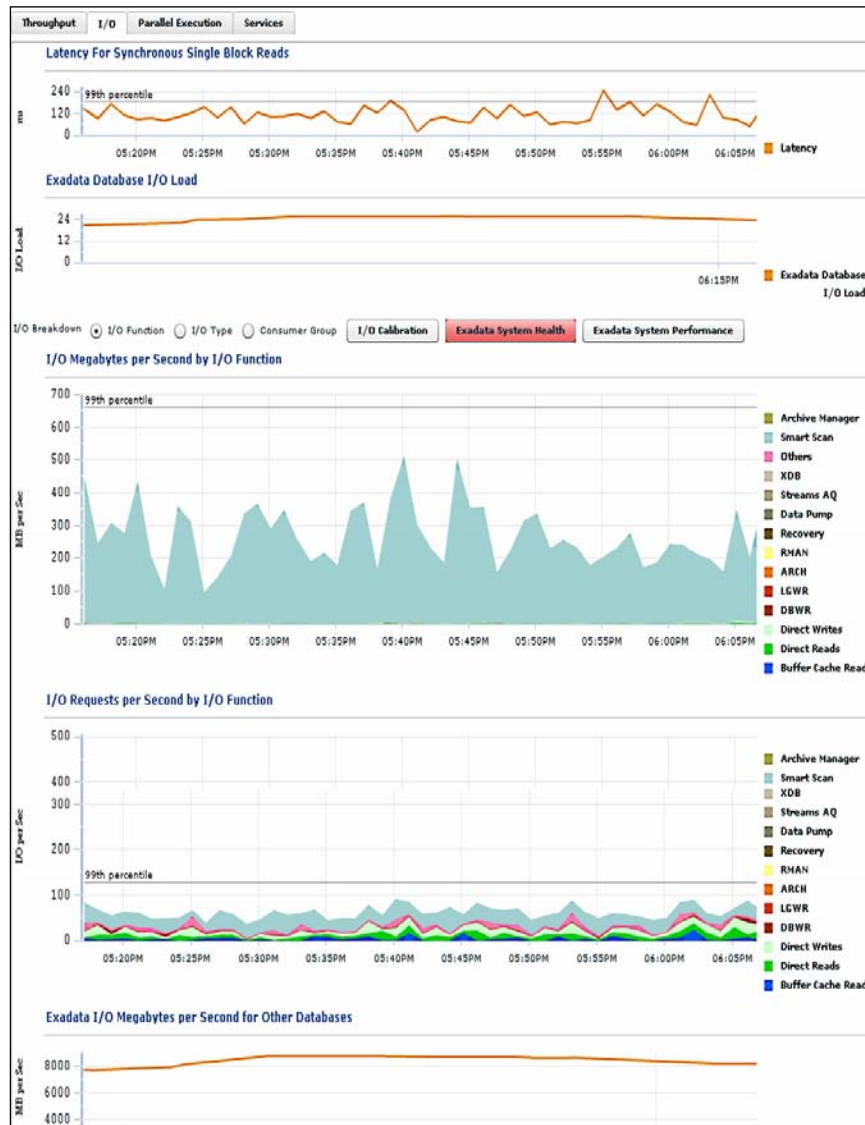 Throughput I/O Parallel Execution Services
Latency For Synchronous Single Block Reads
240
99th percentile
120
0
ms
05:20PM 05:25PM 05:30PM 05:35PM 05:40PM 05:45PM 05:50PM 05:55PM 06:00PM 06:05PM
Latency
Exadata Database I/O Load
24
12
0
I/O Load
06:15PM
Exadata Database
I/O Load
I/O Breakdown I/O Function I/O Type Consumer Group I/O Calibration Exadata System Health Exadata System Performance
I/O Megabytes per Second by I/O Function
700
99th percentile
600
500
400
300
200
100
0
MB per Sec
05:20PM 05:25PM 05:30PM 05:35PM 05:40PM 05:45PM 05:50PM 05:55PM 06:00PM 06:05PM
Archive Manager
Smart Scan
Others
XDB
Streams AQ
Data Pump
Recovery
RMAN
ARCH
LGWR
DBWR
Direct Writes
Direct Reads
Buffer Cache Read
I/O Requests per Second by I/O Function
500
400
300
200
99th percentile
100
0
I/O per Sec
05:20PM 05:25PM 05:30PM 05:35PM 05:40PM 05:45PM 05:50PM 05:55PM 06:00PM 06:05PM
Archive Manager
Smart Scan
XDB
Streams AQ
Data Pump
Recovery
RMAN
ARCH
LGWR
DBWR
Direct Writes
Direct Reads
Buffer Cache Read
Exadata I/O Megabytes per Second for Other Databases
8000
6000
4000
MB per Sec